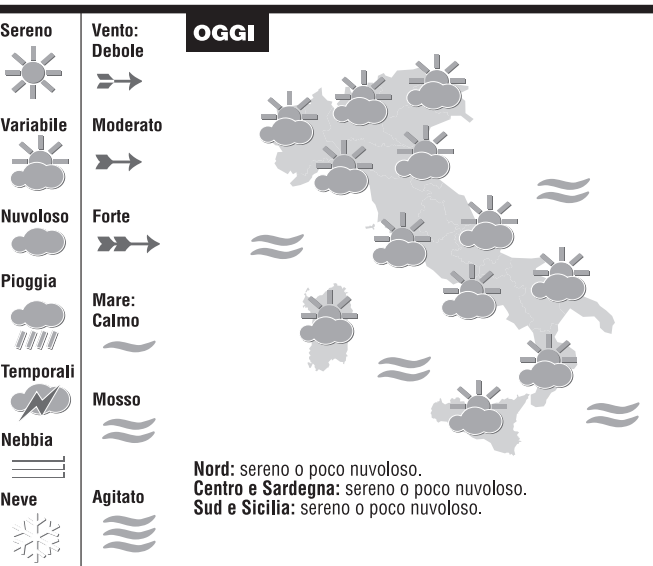 Sereno
Variabile
Nuvoloso
Pioggia
Temporali
Nebbia
Neve
Vento:
Debole
Moderato
Forte
Mare:
Calmo
Mosso
Agitato
OGGI
Nord: sereno o poco nuvoloso.
Centro e Sardegna: sereno o poco nuvoloso.
Sud e Sicilia: sereno o poco nuvoloso.